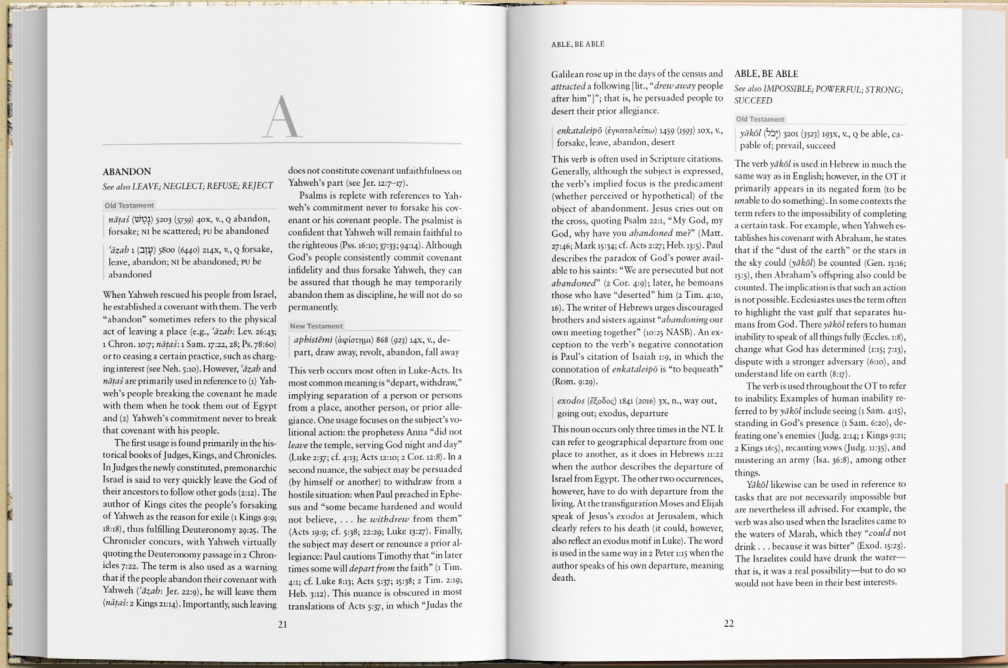 A
ABANDON
See also LEAVE; NEGLECT; REFUSE; REJECT
Old Testament
nāṭaš (נָטַשׁ) 5203 (5759) 40x, v., Q abandon,
forsake; NI be scattered; PU be abandoned
ʿāzab 1 (עָזַב) 5800 (6440) 214x, v., Q forsake,
leave, abandon; NI be abandoned; PU be
abandoned
When Yahweh rescued his people from Israel,
he established a covenant with them. The verb
“abandon” sometimes refers to the physical
act of leaving a place (e.g., ʿāzab: Lev. 26:43;
1 Chron. 10:7; nāṭaš: 1 Sam. 17:22, 28; Ps. 78:60)
or to ceasing a certain practice, such as charg-
ing interest (see Neh. 5:10). However, ʿāzab and
nāṭaš are primarily used in reference to (1) Yah-
weh’s people breaking the covenant he made
with them when he took them out of Egypt
and (2) Yahweh’s commitment never to break
that covenant with his people.
The first usage is found primarily in the his-
torical books of Judges, Kings, and Chronicles.
In Judges the newly constituted, premonarchic
Israel is said to very quickly leave the God of
their ancestors to follow other gods (2:12). The
author of Kings cites the people’s forsaking
of Yahweh as the reason for exile (1 Kings 9:9;
18:18), thus fulfilling Deuteronomy 29:25. The
Chronicler concurs, with Yahweh virtually
quoting the Deuteronomy passage in 2 Chron-
icles 7:22. The term is also used as a warning
that if the people abandon their covenant with
Yahweh (ʿāzab: Jer. 22:9), he will leave them
(nāṭaš: 2 Kings 21:14). Importantly, such leaving
does not constitute covenant unfaithfulness on
Yahweh’s part (see Jer. 12:7–17).
Psalms is replete with references to Yah-
weh’s commitment never to forsake his cov-
enant or his covenant people. The psalmist is
confident that Yahweh will remain faithful to
the righteous (Pss. 16:10; 37:33; 94:14). Although
God’s people consistently commit covenant
infidelity and thus forsake Yahweh, they can
be assured that though he may temporarily
abandon them as discipline, he will not do so
permanently.
New Testament
aphistēmi (ἀφίστημι) 868 (923) 14x, v., de-
part, draw away, revolt, abandon, fall away
This verb occurs most often in Luke-Acts. Its
most common meaning is “depart, withdraw,”
implying separation of a person or persons
from a place, another person, or prior alle-
giance. One usage focuses on the subject’s vo-
litional action: the prophetess Anna “did not
leave the temple, serving God night and day”
(Luke 2:37; cf. 4:13; Acts 12:10; 2 Cor. 12:8). In a
second nuance, the subject may be persuaded
(by himself or another) to withdraw from a
hostile situation: when Paul preached in Ephe-
sus and “some became hardened and would
not believe, . . . he withdrew from them”
(Acts 19:9; cf. 5:38; 22:29; Luke 13:27). Finally,
the subject may desert or renounce a prior al-
legiance: Paul cautions Timothy that “in later
times some will depart from the faith” (1 Tim.
4:1; cf. Luke 8:13; Acts 5:37; 15:38; 2 Tim. 2:19;
Heb. 3:12). This nuance is obscured in most
translations of Acts 5:37, in which “Judas the
21
ABLE, BE ABLE
Galilean rose up in the days of the census and
attracted a following [lit., “drew away people
after him”]”; that is, he persuaded people to
desert their prior allegiance.
enkataleipō (ἐγκαταλείπω) 1459 (1593) 10x, v.,
forsake, leave, abandon, desert
This verb is often used in Scripture citations.
Generally, although the subject is expressed,
the verb’s implied focus is the predicament
(whether perceived or hypothetical) of the
object of abandonment. Jesus cries out on
the cross, quoting Psalm 22:1, “My God, my
God, why have you abandoned me?” (Matt.
27:46; Mark 15:34; cf. Acts 2:27; Heb. 13:5). Paul
describes the paradox of God’s power avail-
able to his saints: “We are persecuted but not
abandoned” (2 Cor. 4:9); later, he bemoans
those who have “deserted” him (2 Tim. 4:10,
16). The writer of Hebrews urges discouraged
brothers and sisters against “abandoning our
own meeting together” (10:25 NASB). An ex-
ception to the verb’s negative connotation
is Paul’s citation of Isaiah 1:9, in which the
connotation of enkataleipō is “to bequeath”
(Rom. 9:29).
exodos (ἔξοδος) 1841 (2016) 3x, n., way out,
going out; exodus, departure
This noun occurs only three times in the NT. It
can refer to geographical departure from one
place to another, as it does in Hebrews 11:22
when the author describes the departure of
Israel from Egypt. The other two occurrences,
however, have to do with departure from the
living. At the transfiguration Moses and Elijah
speak of Jesus’s exodos at Jerusalem, which
clearly refers to his death (it could, however,
also reflect an exodus motif in Luke). The word
is used in the same way in 2 Peter 1:15 when the
author speaks of his own departure, meaning
death.
ABLE, BE ABLE
See also IMPOSSIBLE; POWERFUL; STRONG;
SUCCEED
Old Testament
yākōl (יָכֹל) 3201 (3523) 193x, v., Q be able, ca-
pable of; prevail, succeed
The verb yākōl is used in Hebrew in much the
same way as in English; however, in the OT it
primarily appears in its negated form (to be
unable to do something). In some contexts the
term refers to the impossibility of completing
a certain task. For example, when Yahweh es-
tablishes his covenant with Abraham, he states
that if the “dust of the earth” or the stars in
the sky could (yākōl) be counted (Gen. 13:16;
15:5), then Abraham’s offspring also could be
counted. The implication is that such an action
is not possible. Ecclesiastes uses the term often
to highlight the vast gulf that separates hu-
mans from God. There yākōl refers to human
inability to speak of all things fully (Eccles. 1:8),
change what God has determined (1:15; 7:13),
dispute with a stronger adversary (6:10), and
understand life on earth (8:17).
The verb is used throughout the OT to refer
to inability. Examples of human inability re-
ferred to by yākōl include seeing (1 Sam. 4:15),
standing in God’s presence (1 Sam. 6:20), de-
feating one’s enemies (Judg. 2:14; 1 Kings 9:21;
2 Kings 16:5), recanting vows (Judg. 11:35), and
mustering an army (Isa. 36:8), among other
things.
Yākōl likewise can be used in reference to
tasks that are not necessarily impossible but
are nevertheless ill advised. For example, the
verb was also used when the Israelites came to
the waters of Marah, which they “could not
drink . . . because it was bitter” (Exod. 15:23).
The Israelites could have drunk the water—
that is, it was a real possibility—but to do so
would not have been in their best interests.
22